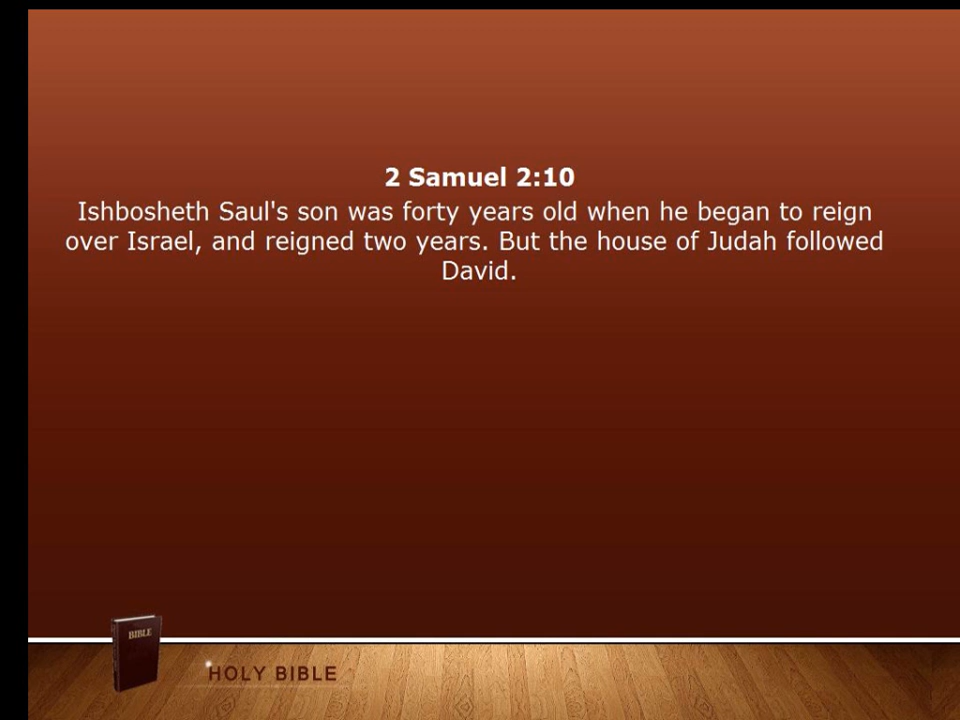 2 Samuel 2:10
Ishbosheth Saul's son was forty years old when he began to reign
over Israel, and reigned two years. But the house of Judah followed
David.
BIBLE
HOLY BIBLE